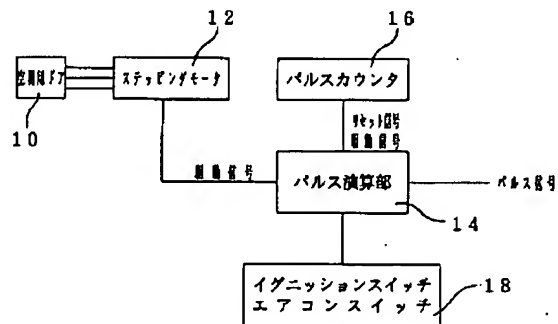 12
16
空調用ドア
ステッピングモータ
パルスカウンタ
10
リセット信号
駆動信号
駆動信号
パルス演算部
パルス信号
14
イグニッションスイッチ
エアコンスイッチ
18